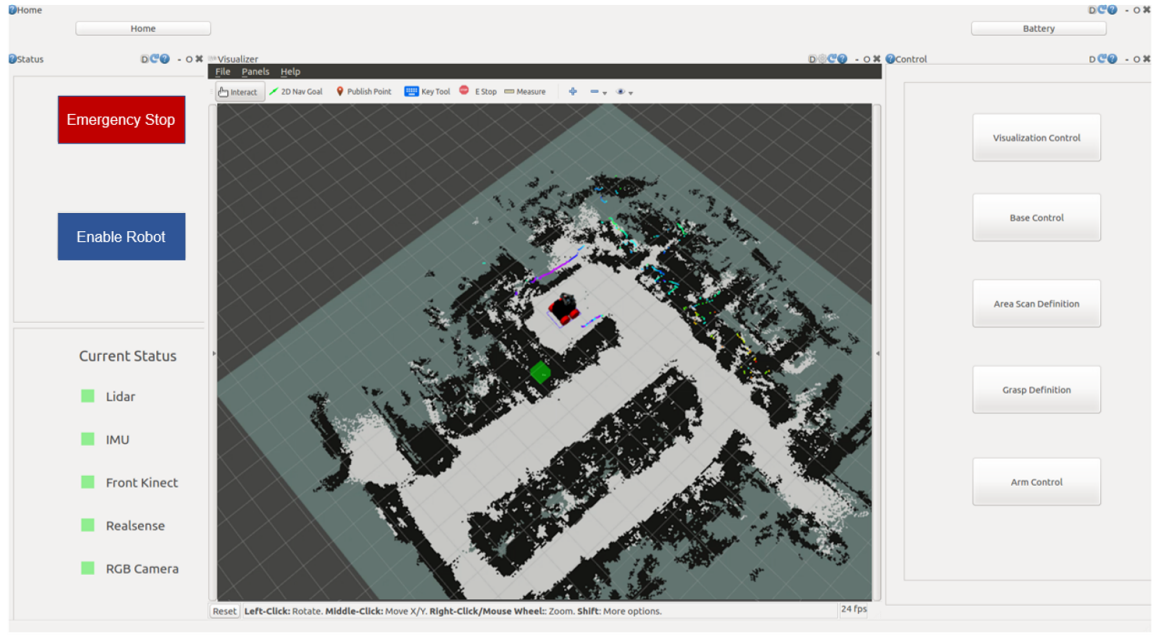 Home
Home
Battery
Status
Visualizer
Control
File Panels Help
Interact 2D Nav Goal Publish Point Key Tool E Stop Measure
Emergency Stop
Enable Robot
Current Status
Lidar
IMU
Front Kinect
Realsense
RGB Camera
Visualization Control
Base Control
Area Scan Definition
Grasp Definition
Arm Control
Reset Left-Click: Rotate. Middle-Click: Move X/Y. Right-Click/Mouse Wheel:: Zoom. Shift: More options.
24 fps